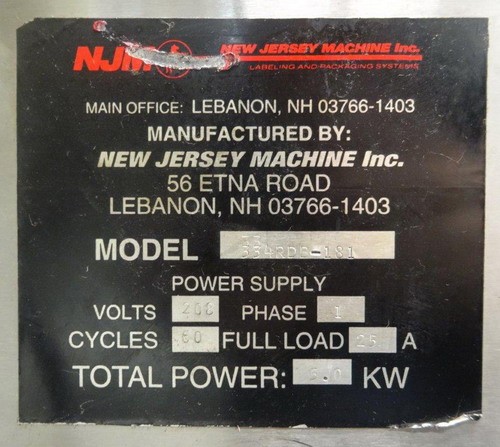 NJM NEW JERSEY MACHINE Inc.
LABELING AND PACKAGING SYSTEMS
MAIN OFFICE: LEBANON, NH 03766-1403
MANUFACTURED BY:
NEW JERSEY MACHINE Inc.
56 ETNA ROAD
LEBANON, NH 03766-1403
MODEL
POWER SUPPLY
VOLTS PHASE 1
CYCLES 60 FULL LOAD 25 A
TOTAL POWER: KW